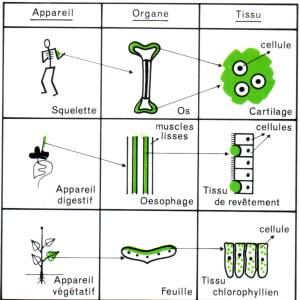 Appareil
Organe
Tissu
cellule
Squelette
Os
Cartilage
muscles
lisses
cellules
Appareil
digestif
Oesophage
Tissu
de revêtement
cellule
Appareil
végétatif
Feuille
Tissu
chlorophyllien